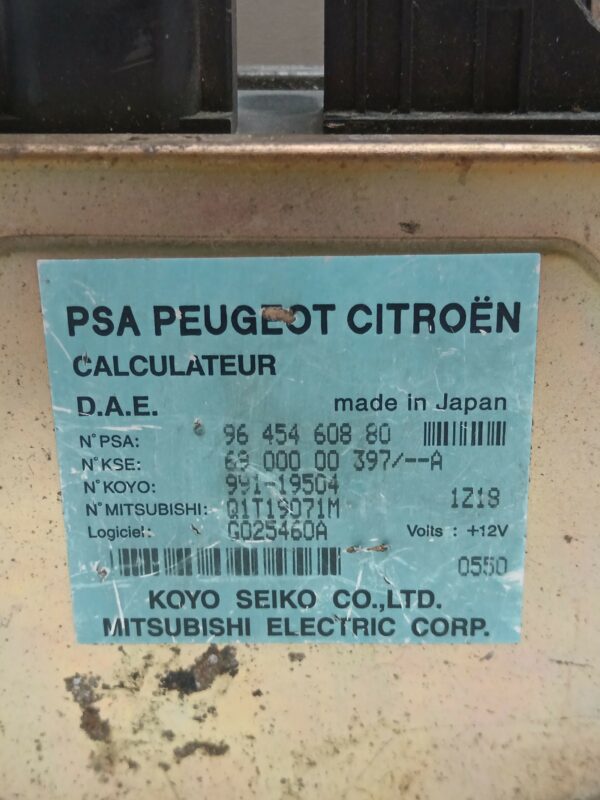 PSA PEUGEOT CITROËN
CALCULATEUR
D.A.E. made in Japan
N°PSA: 96 454 608 80
N°KSE: 69 000 00 397/--A
N°KOYO: 991-19504
N°MITSUBISHI: Q1T19071M 1Z18
Logiciel: G025460A Volts : +12V
0550
KOYO SEIKO CO.,LTD.
MITSUBISHI ELECTRIC CORP.